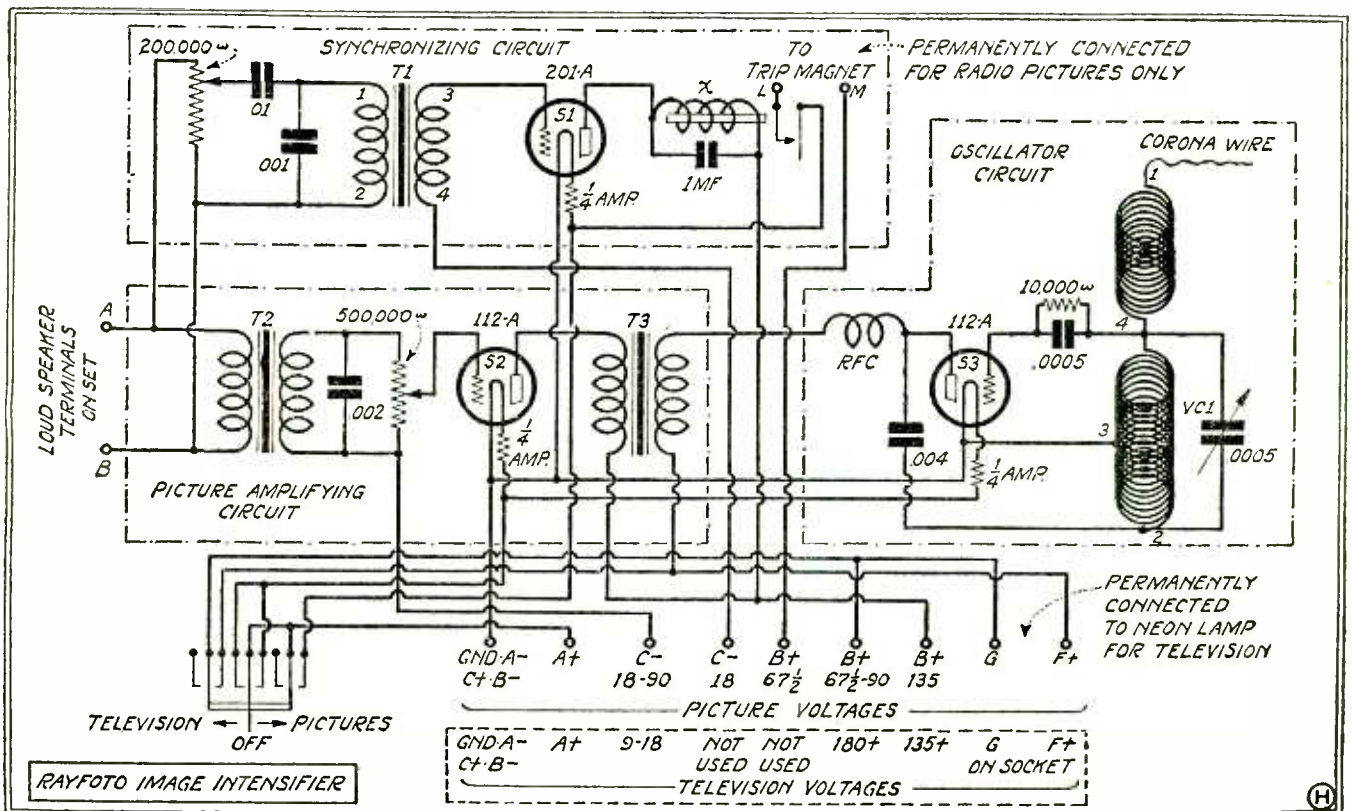 200,000 ω
SYNCHRONIZING CIRCUIT
TO
TRIP MAGNET
PERMANENTLY CONNECTED
FOR RADIO PICTURES ONLY
T1
201-A
X
L
M
01
1
3
S1
001
2
4
1/4 AMP.
1MF
OSCILLATOR
CIRCUIT
CORONA WIRE
1
LOUD SPEAKER
TERMINALS
ON SET
A
B
T2
500,000 ω
112-A
T3
S2
002
1/4
AMP.
PICTURE AMPLIFYING
CIRCUIT
RFC
112-A
S3
10,000 ω
.0005
4
3
VC1
.0005
.004
1/4 AMP.
2
PERMANENTLY
CONNECTED
TO NEON LAMP
FOR TELEVISION
GND·A- A+ C- C- B+ B+ B+ G F+
C+·B- 18-90 18 67½ 67½-90 135
PICTURE VOLTAGES
TELEVISION PICTURES
OFF
GND·A- A+ 9-18 NOT NOT 180+ 135+ G F+
C+·B- USED USED ON SOCKET
TELEVISION VOLTAGES
RAYFOTO IMAGE INTENSIFIER
H